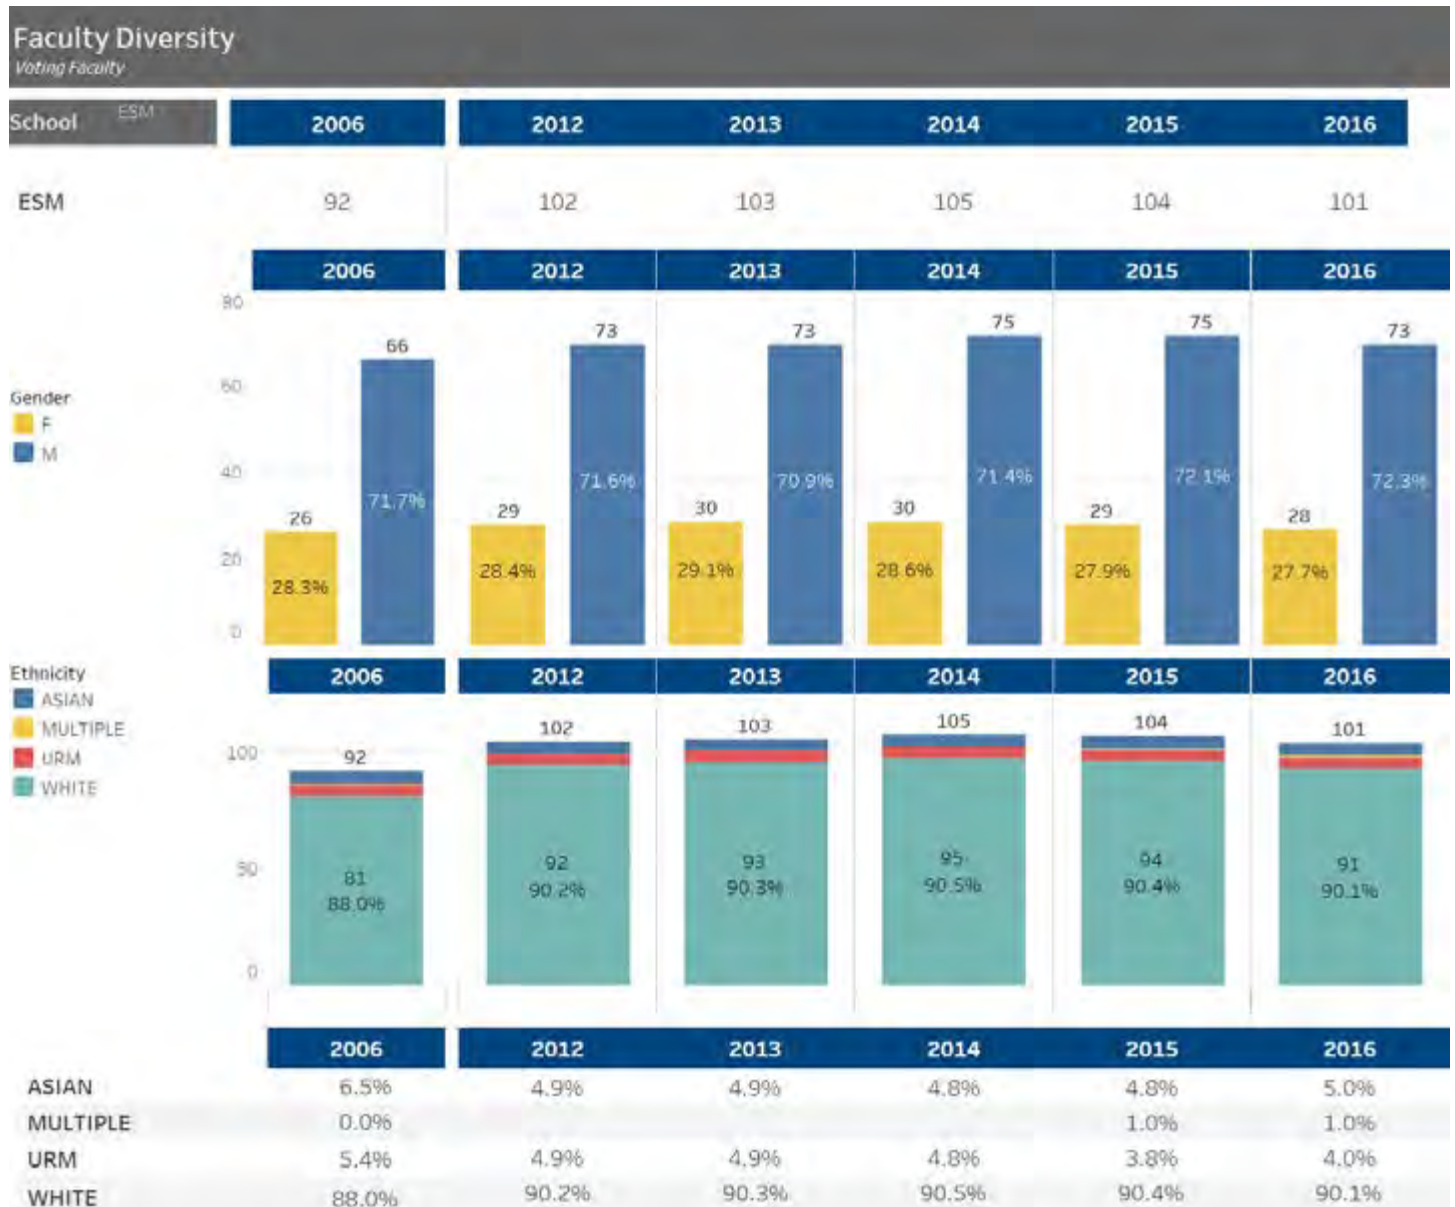 Faculty Diversity
Voting Faculty
School ESM 2006 2012 2013 2014 2015 2016
ESM 92 102 103 105 104 101
2006 2012 2013 2014 2015 2016
80
60
40
20
0
Gender
F
M
26 66 29 73 30 73 30 75 29 75 28 73
28.3% 71.7% 28.4% 71.6% 29.1% 70.9% 28.6% 71.4% 27.9% 72.1% 27.7% 72.3%
Ethnicity
ASIAN
MULTIPLE
URM
WHITE
2006 2012 2013 2014 2015 2016
100
50
0
92 102 103 105 104 101
81 92 93 95 94 91
88.0% 90.2% 90.3% 90.5% 90.4% 90.1%
2006 2012 2013 2014 2015 2016
ASIAN 6.5% 4.9% 4.9% 4.8% 4.8% 5.0%
MULTIPLE 0.0% 1.0% 1.0%
URM 5.4% 4.9% 4.9% 4.8% 3.8% 4.0%
WHITE 88.0% 90.2% 90.3% 90.5% 90.4% 90.1%